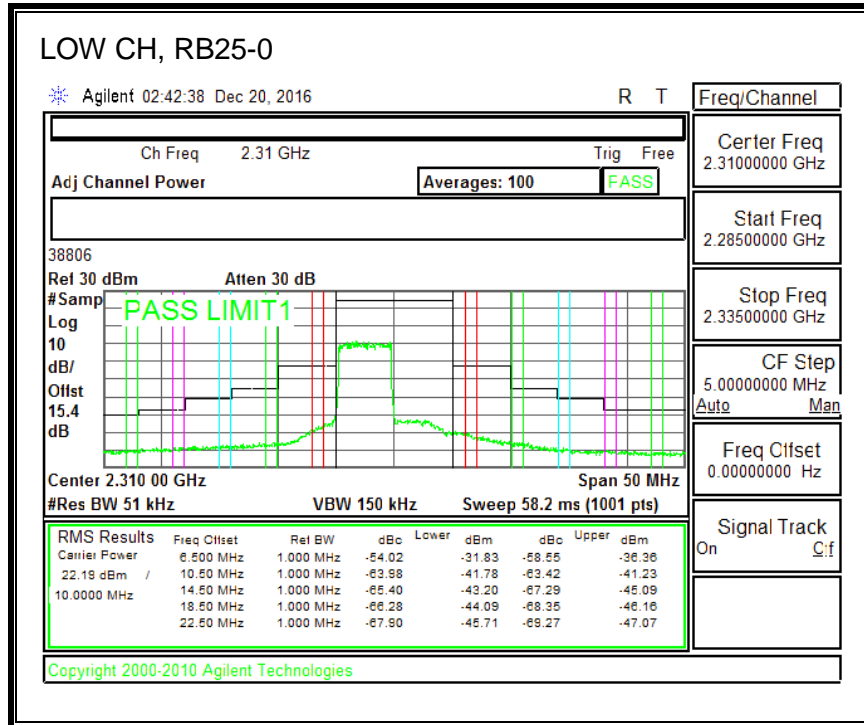 LOW CH, RB25-0
Agilent 02:42:38 Dec 20, 2016 R T
Freq/Channel
Ch Freq 2.31 GHz Trig Free
Adj Channel Power Averages: 100 PASS
Center Freq
2.31000000 GHz
Start Freq
2.28500000 GHz
Stop Freq
2.33500000 GHz
CF Step
5.00000000 MHz
Auto Man
Freq Offset
0.00000000 Hz
Signal Track
On Off
38806
Ref 30 dBm Atten 30 dB
#Samp
Log
10
dB/
Offst
15.4
dB
PASS LIMIT1
Center 2.310 00 GHz Span 50 MHz
#Res BW 51 kHz VBW 150 kHz Sweep 58.2 ms (1001 pts)
RMS Results Freq Offset Ref BW dBc Lower dBm dBc Upper dBm
Carrier Power 6.500 MHz 1.000 MHz -54.02 -31.83 -58.55 -36.36
22.19 dBm / 10.50 MHz 1.000 MHz -63.98 -41.78 -63.42 -41.23
10.0000 MHz 14.50 MHz 1.000 MHz -65.40 -43.20 -67.29 -45.09
18.50 MHz 1.000 MHz -66.28 -44.09 -68.35 -46.16
22.50 MHz 1.000 MHz -67.90 -45.71 -69.27 -47.07
Copyright 2000-2010 Agilent Technologies